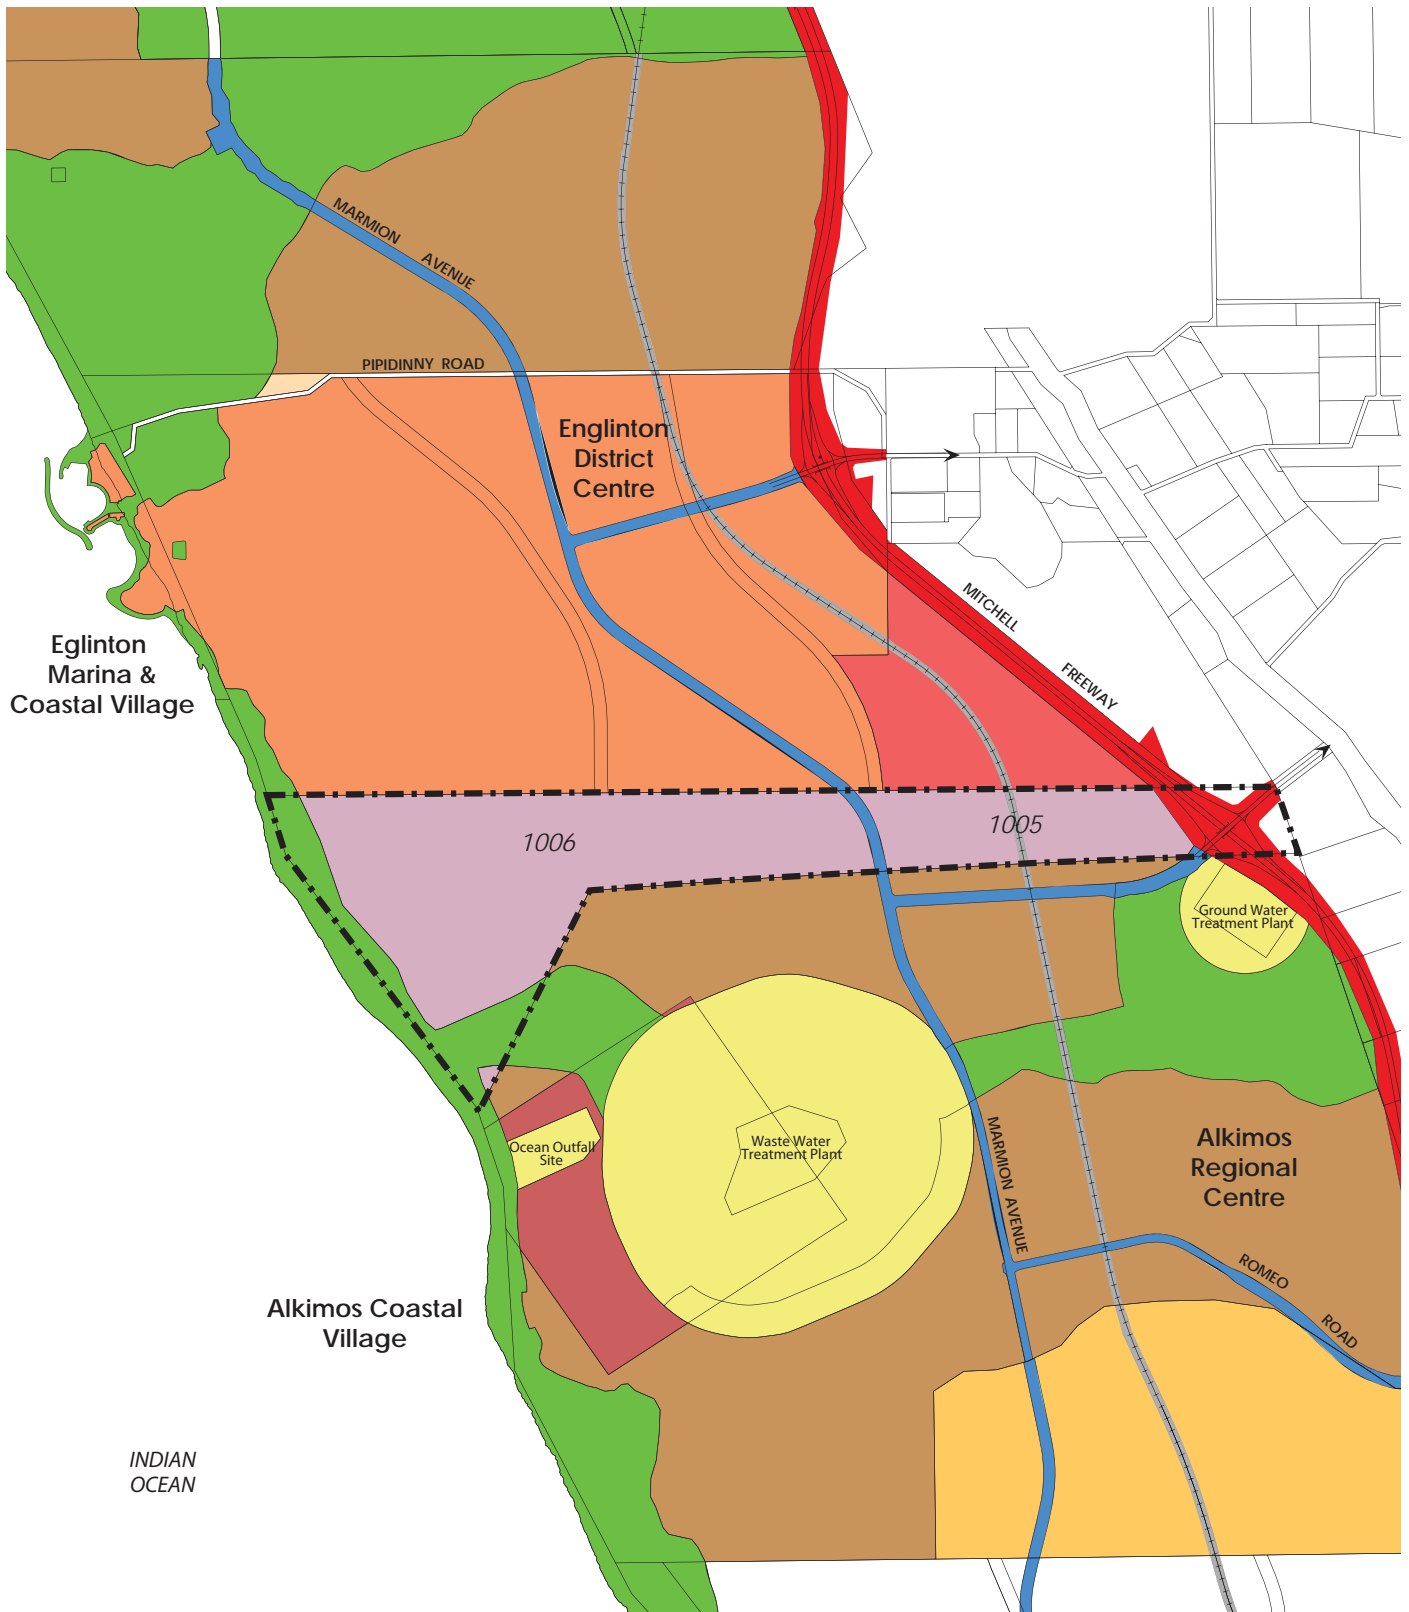 MARMION
AVENUE
PIPIDINNY ROAD
Englinton
District
Centre
MITCHELL
FREEWAY
Eglinton
Marina &
Coastal Village
1006
1005
Ground Water
Treatment Plant
Ocean Outfall
Site
Waste Water
Treatment Plant
MARMION AVENUE
Alkimos
Regional
Centre
ROMEO
ROAD
Alkimos Coastal
Village
INDIAN
OCEAN